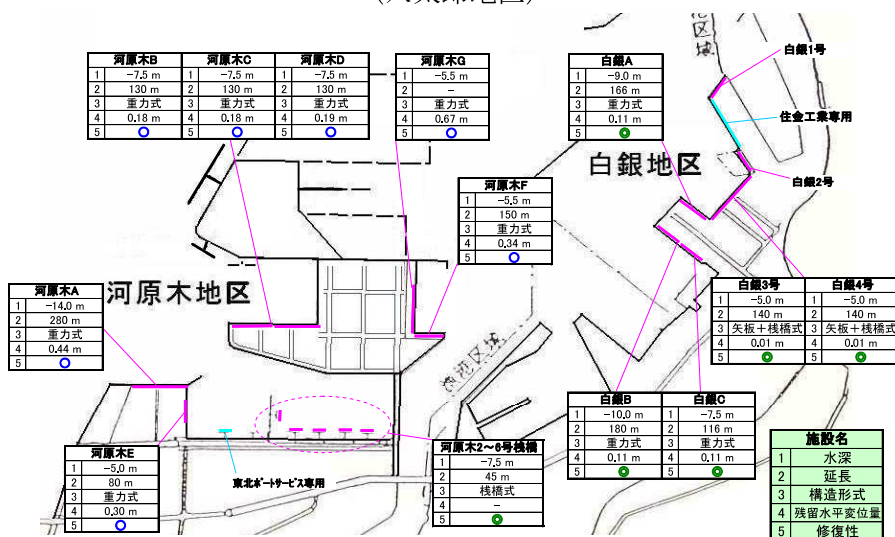 (八太郎地区)
河原木B 河原木C 河原木D
1 -7.5 m 1 -7.5 m 1 -7.5 m
2 130 m 2 130 m 2 130 m
3 重力式 3 重力式 3 重力式
4 0.18 m 4 0.18 m 4 0.19 m
5 ○ 5 ○ 5 ○
河原木G
1 -5.5 m
2 -
3 重力式
4 0.67 m
5 ○
白銀A
1 -9.0 m
2 166 m
3 重力式
4 0.11 m
5 ◎
港区域
白銀1号
住金工業専用
白銀2号
白銀地区
河原木F
1 -5.5 m
2 150 m
3 重力式
4 0.34 m
5 ○
河原木地区
河原木A
1 -14.0 m
2 280 m
3 重力式
4 0.44 m
5 ○
白銀3号 白銀4号
1 -5.0 m 1 -5.0 m
2 140 m 2 140 m
3 矢板+桟橋式 3 矢板+桟橋式
4 0.01 m 4 0.01 m
5 ◎ 5 ◎
漁港区域
白銀B 白銀C
1 -10.0 m 1 -7.5 m
2 180 m 2 116 m
3 重力式 3 重力式
4 0.11 m 4 0.11 m
5 ◎ 5 ◎
河原木E
1 -5.0 m
2 80 m
3 重力式
4 0.30 m
5 ○
東北ポートサービス専用
河原木2~6号桟橋
1 -7.5 m
2 45 m
3 桟橋式
4 -
5 ◎
施設名
1 水深
2 延長
3 構造形式
4 残留水平変位量
5 修復性